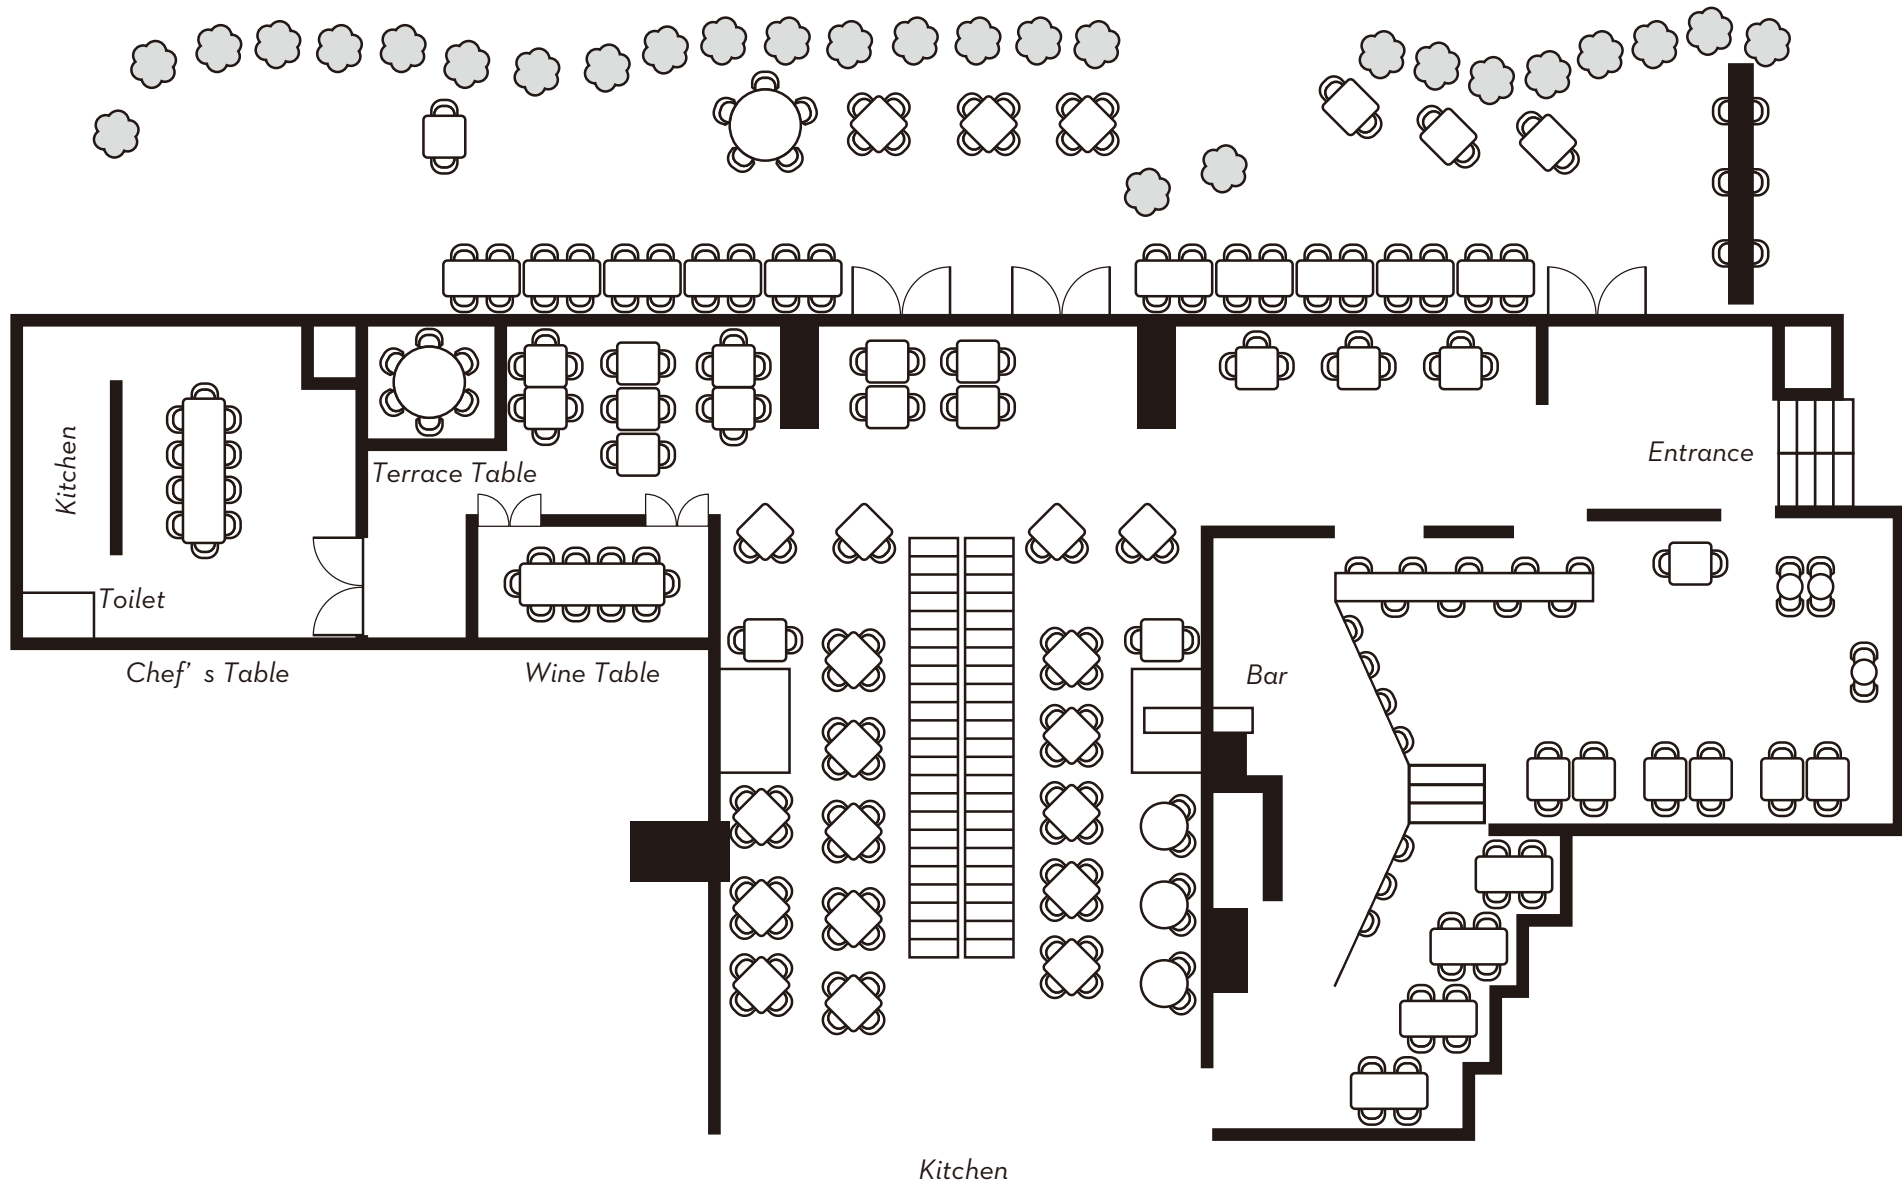 Kitchen
Terrace Table
Entrance
Toilet
Chef’ s Table
Wine Table
Bar
Kitchen